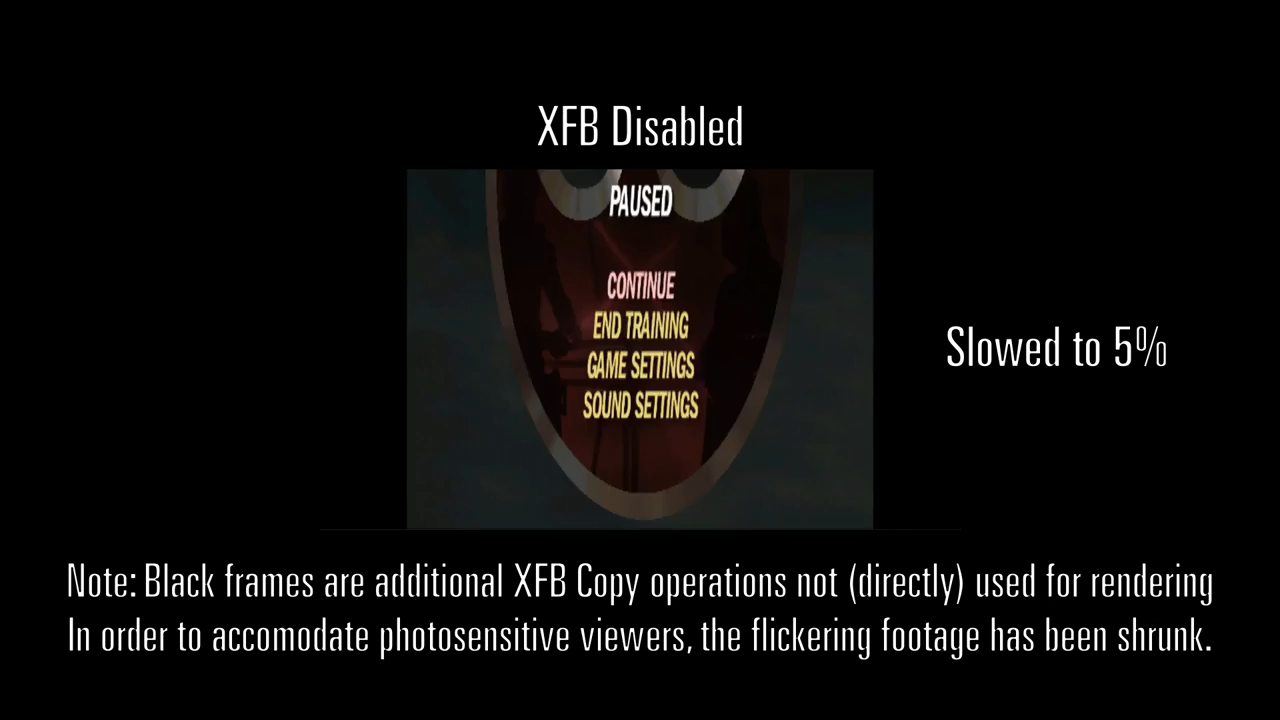 XFB Disabled
PAUSED
CONTINUE
END TRAINING
GAME SETTINGS
SOUND SETTINGS
Slowed to 5%
Note: Black frames are additional XFB Copy operations not (directly) used for rendering
In order to accomodate photosensitive viewers, the flickering footage has been shrunk.